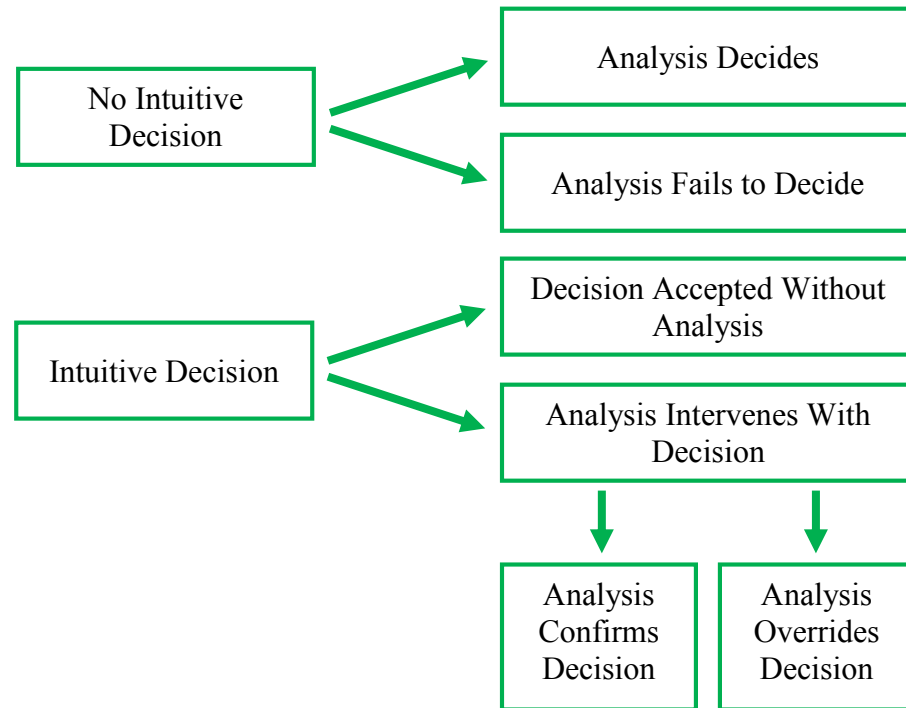 No Intuitive
Decision
Analysis Decides
Analysis Fails to Decide
Intuitive Decision
Decision Accepted Without
Analysis
Analysis Intervenes With
Decision
Analysis
Confirms
Decision
Analysis
Overrides
Decision